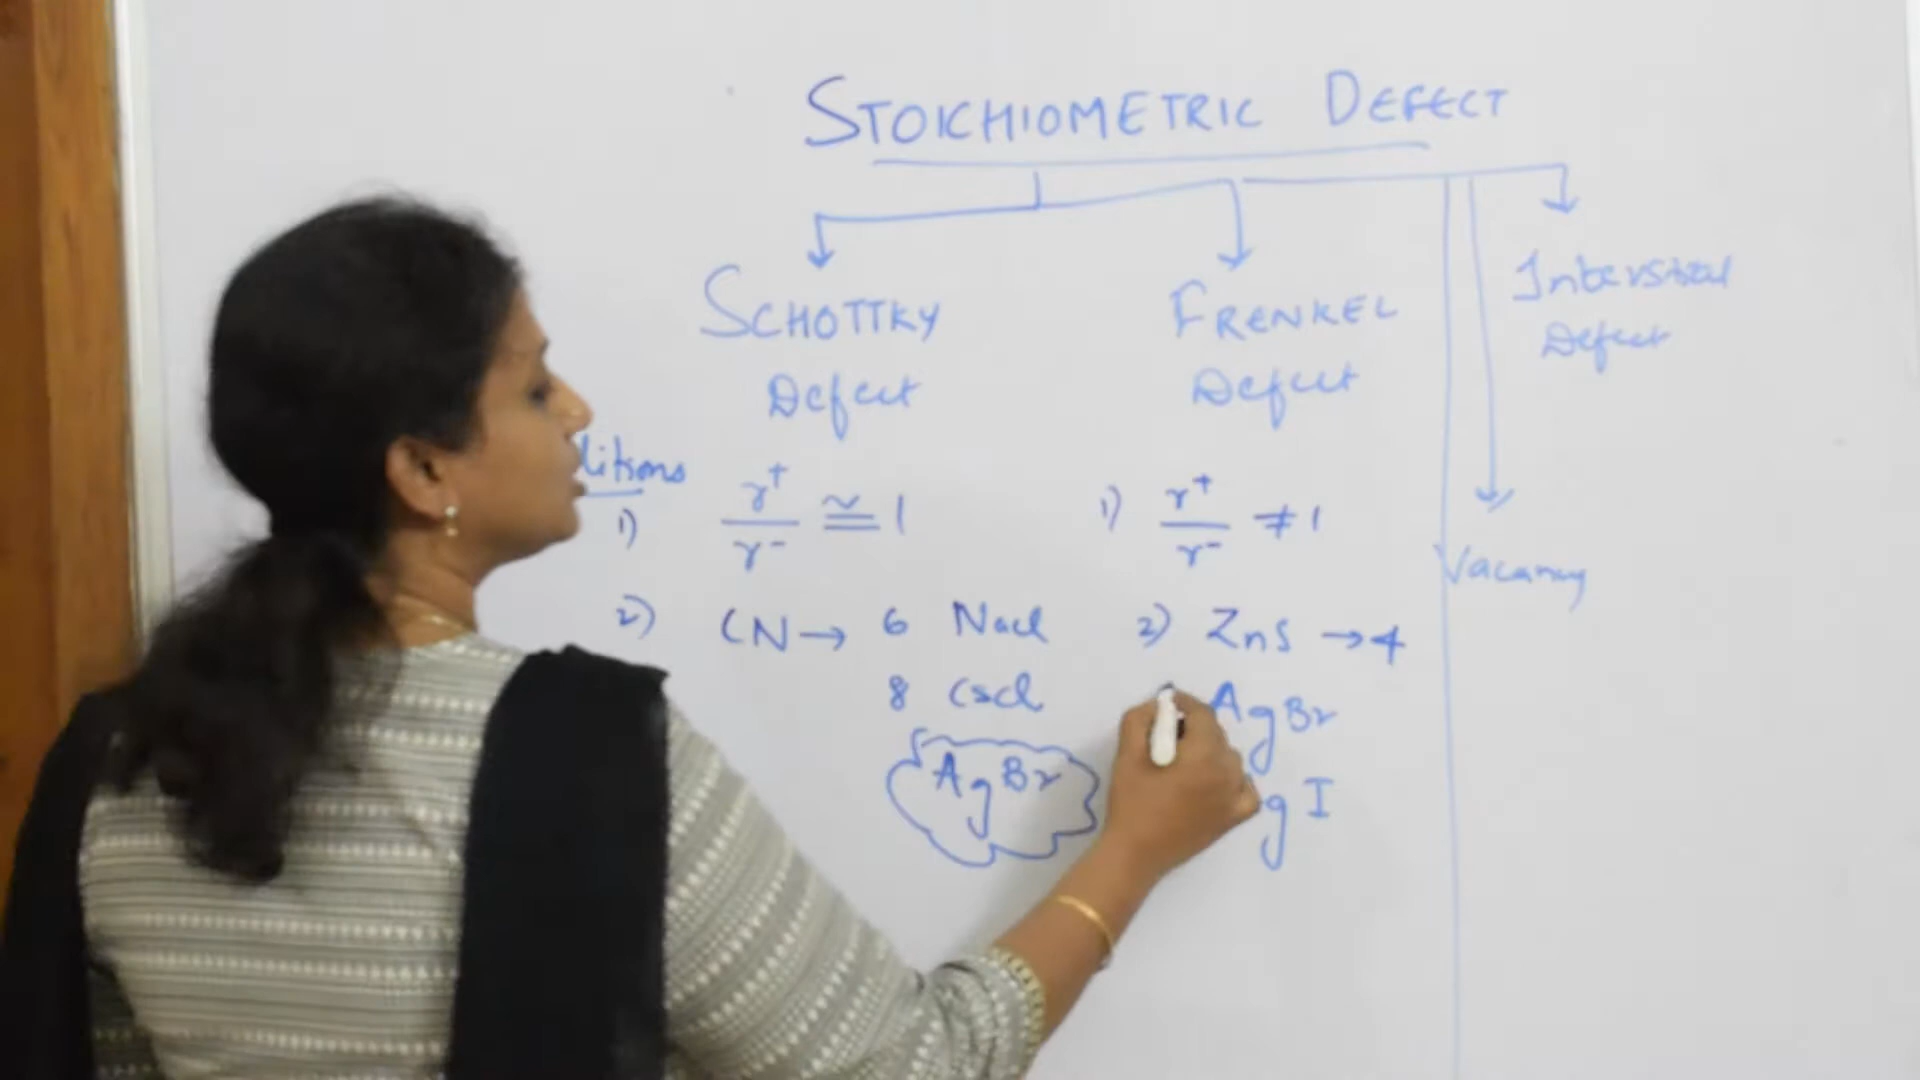 STOICHIOMETRIC DEFECT
SCHOTTKY
Defect
FRENKEL
Defect
Interstitial
Defect
Vacancy
ditions
1) r⁺/r⁻ ≅ 1
2) CN → 6 Nacl
8 Cscl
AgBr
1) r⁺/r⁻ ≠ 1
2) ZnS → 4
AgBr
g I